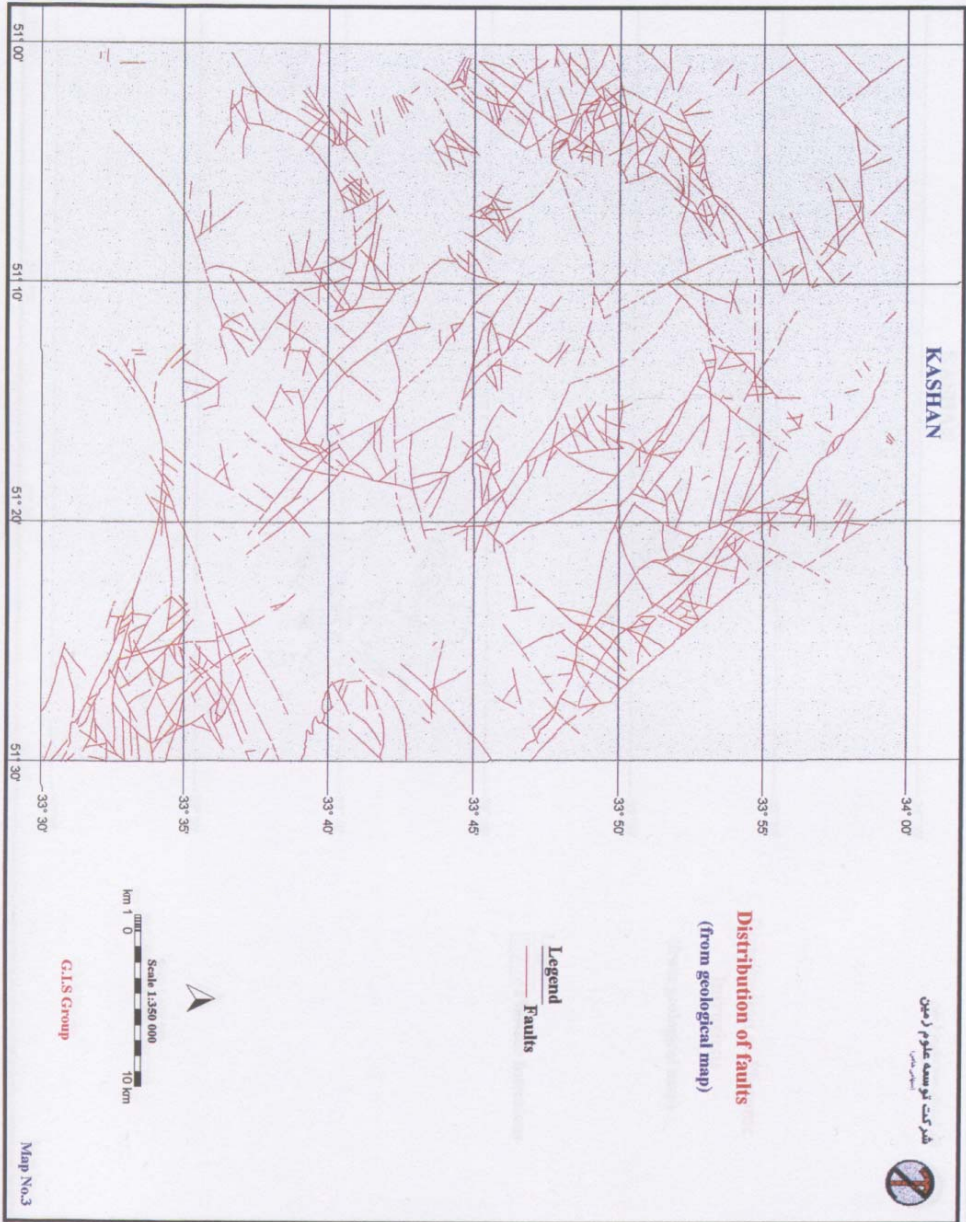 KASHAN
51° 00'
51° 10'
51° 20'
51° 30'
34° 00'
33° 55'
33° 50'
33° 45'
33° 40'
33° 35'
33° 30'
شرکت توسعه علوم زمین
(سهامی خاص)
Distribution of faults
(from geological map)
Legend
Faults
Scale 1:350 000
km 1 0 10 km
G.I.S Group
Map No.3